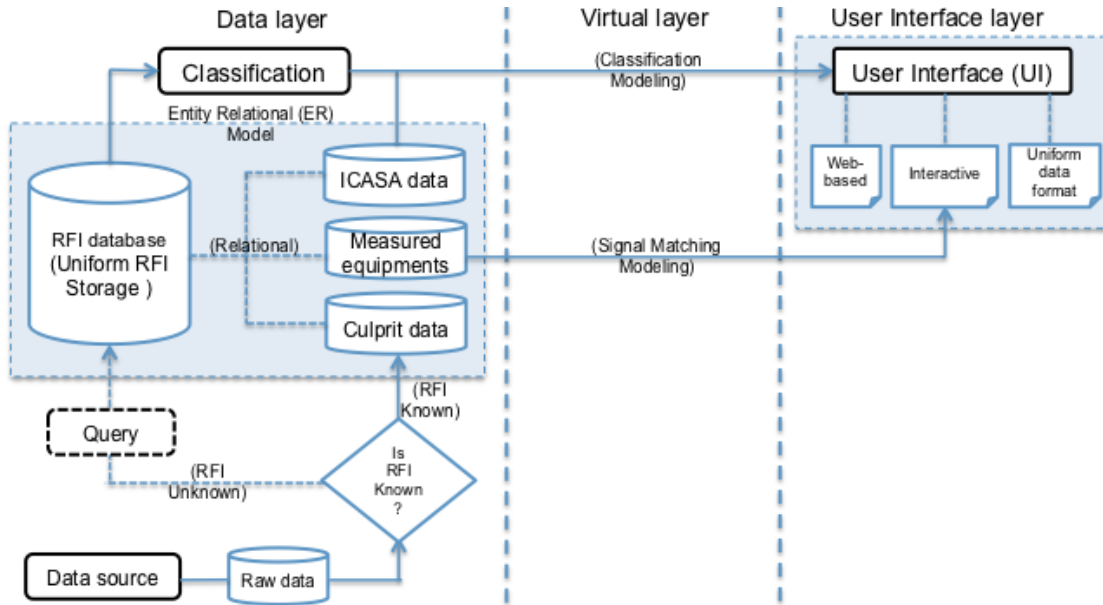 Data layer
Virtual layer
User Interface layer
Classification
(Classification
Modeling)
User Interface (UI)
Entity Relational (ER)
Model
Web-
based
Interactive
Uniform
data
format
ICASA data
RFI database
(Uniform RFI
Storage )
(Relational)
Measured
equipments
(Signal Matching
Modeling)
Culprit data
(RFI
Known)
Query
(RFI
Unknown)
Is
RFI
Known
?
Data source
Raw data